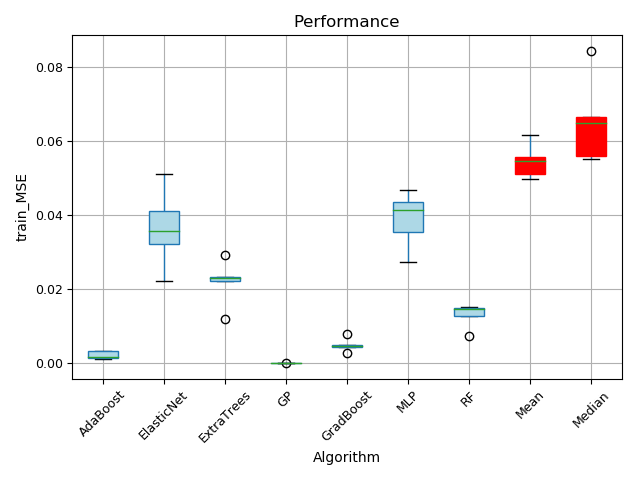 Performance
0.08
0.06
0.04
0.02
0.00
train_MSE
AdaBoost
ElasticNet
ExtraTrees
GP
GradBoost
MLP
RF
Mean
Median
Algorithm